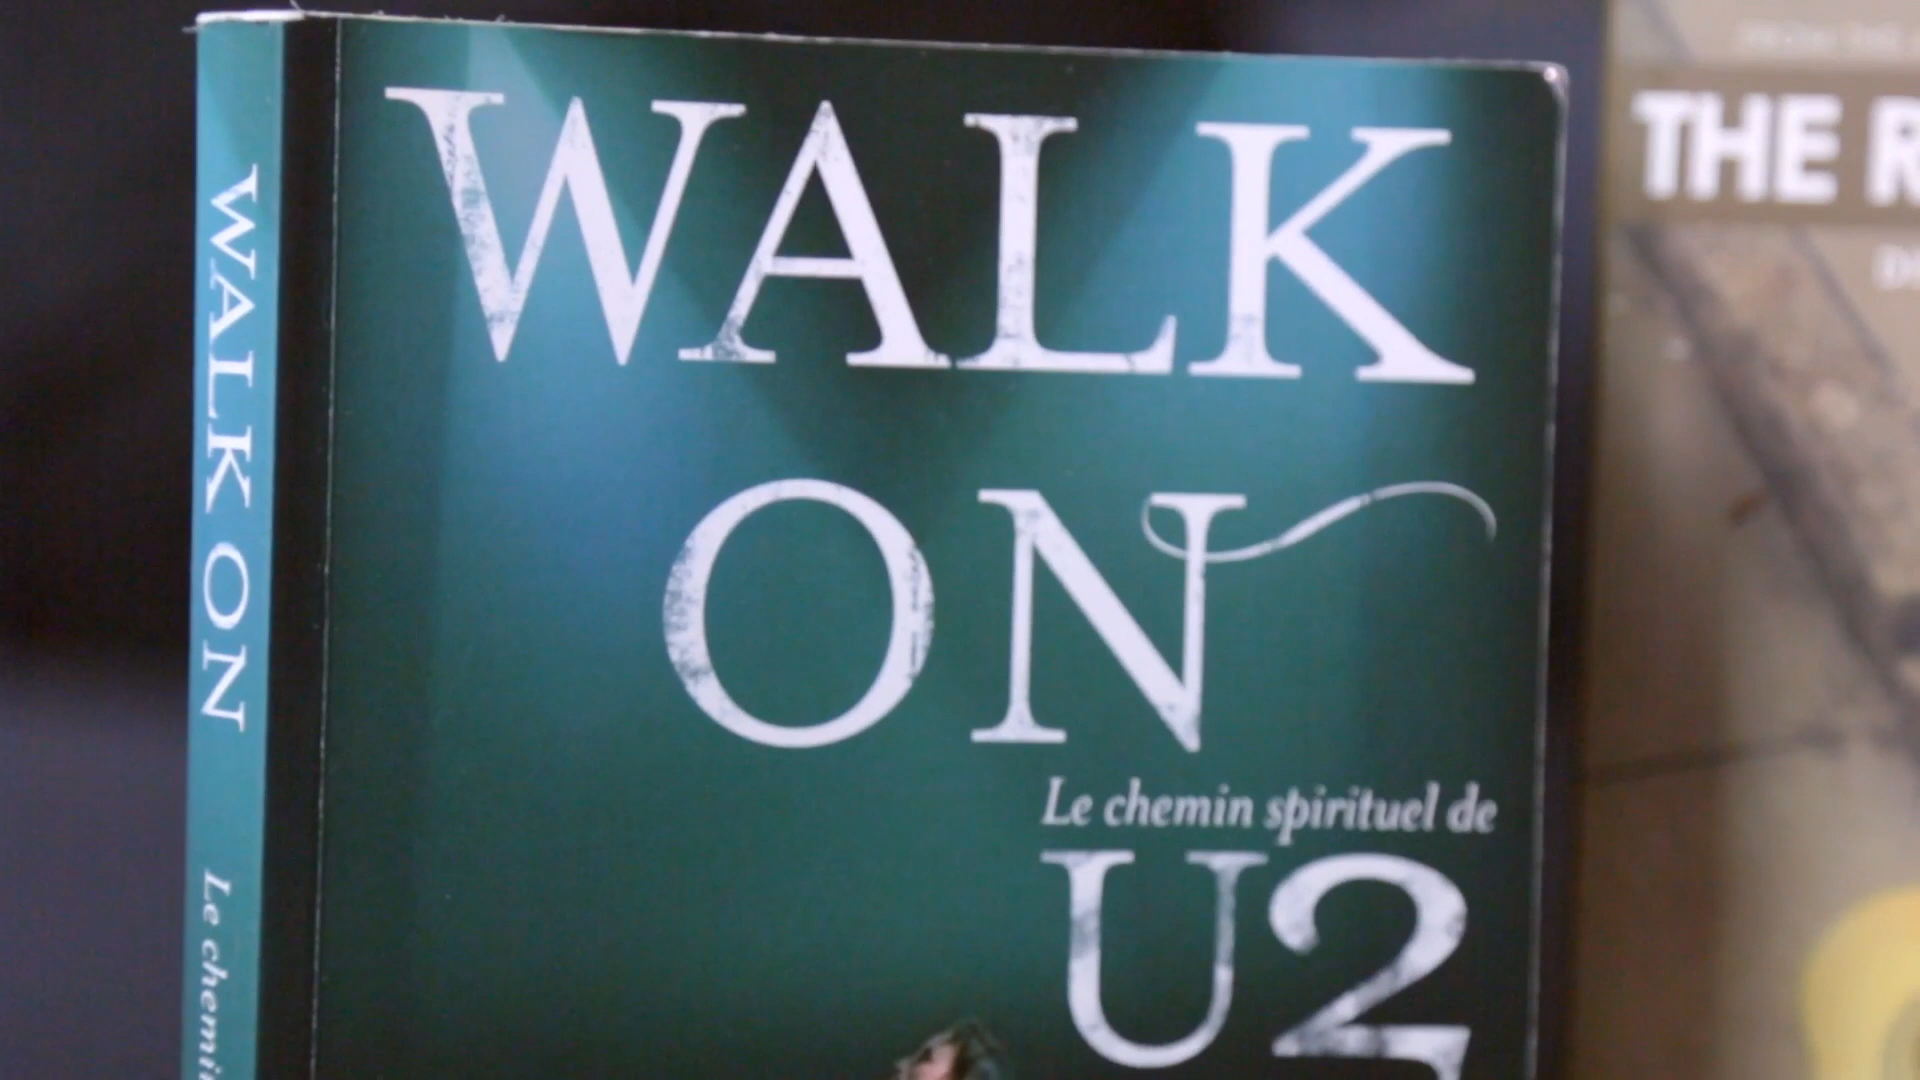 WALK ON
Le chemin
WALK
ON
Le chemin spirituel de
U2
THE